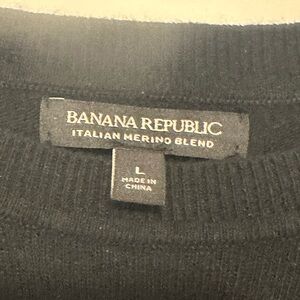 BANANA REPUBLIC
ITALIAN MERINO BLEND
L
MADE IN
CHINA